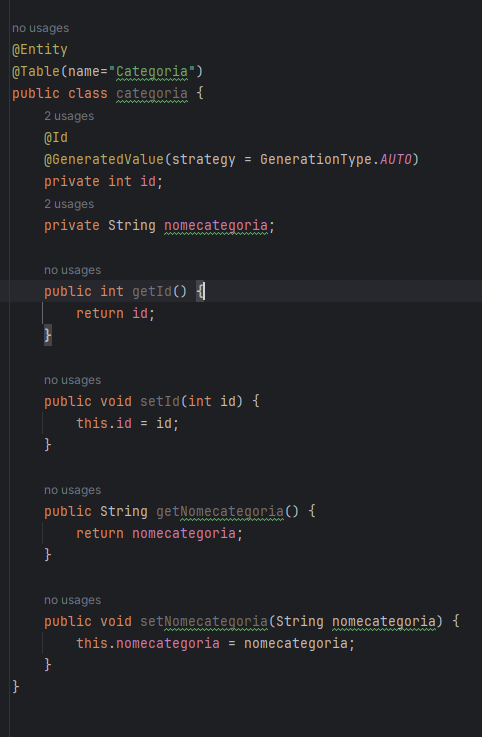 no usages
@Entity
@Table(name="Categoria")
public class categoria {
2 usages
@Id
@GeneratedValue(strategy = GenerationType.AUTO)
private int id;
2 usages
private String nomecategoria;
no usages
public int getId() {
return id;
}
no usages
public void setId(int id) {
this.id = id;
}
no usages
public String getNomecategoria() {
return nomecategoria;
}
no usages
public void setNomecategoria(String nomecategoria) {
this.nomecategoria = nomecategoria;
}
}